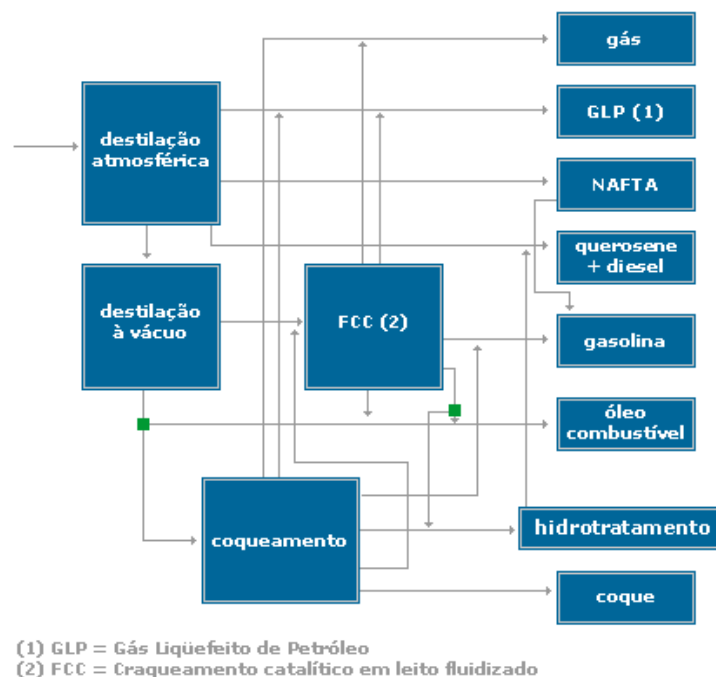 gás
destilação
atmosférica
GLP (1)
NAFTA
querosene
+ diesel
destilação
à vácuo
FCC (2)
gasolina
óleo
combustível
coqueamento
hidrotratamento
coque
(1) GLP = Gás Liqüefeito de Petróleo
(2) FCC = Craqueamento catalítico em leito fluidizado